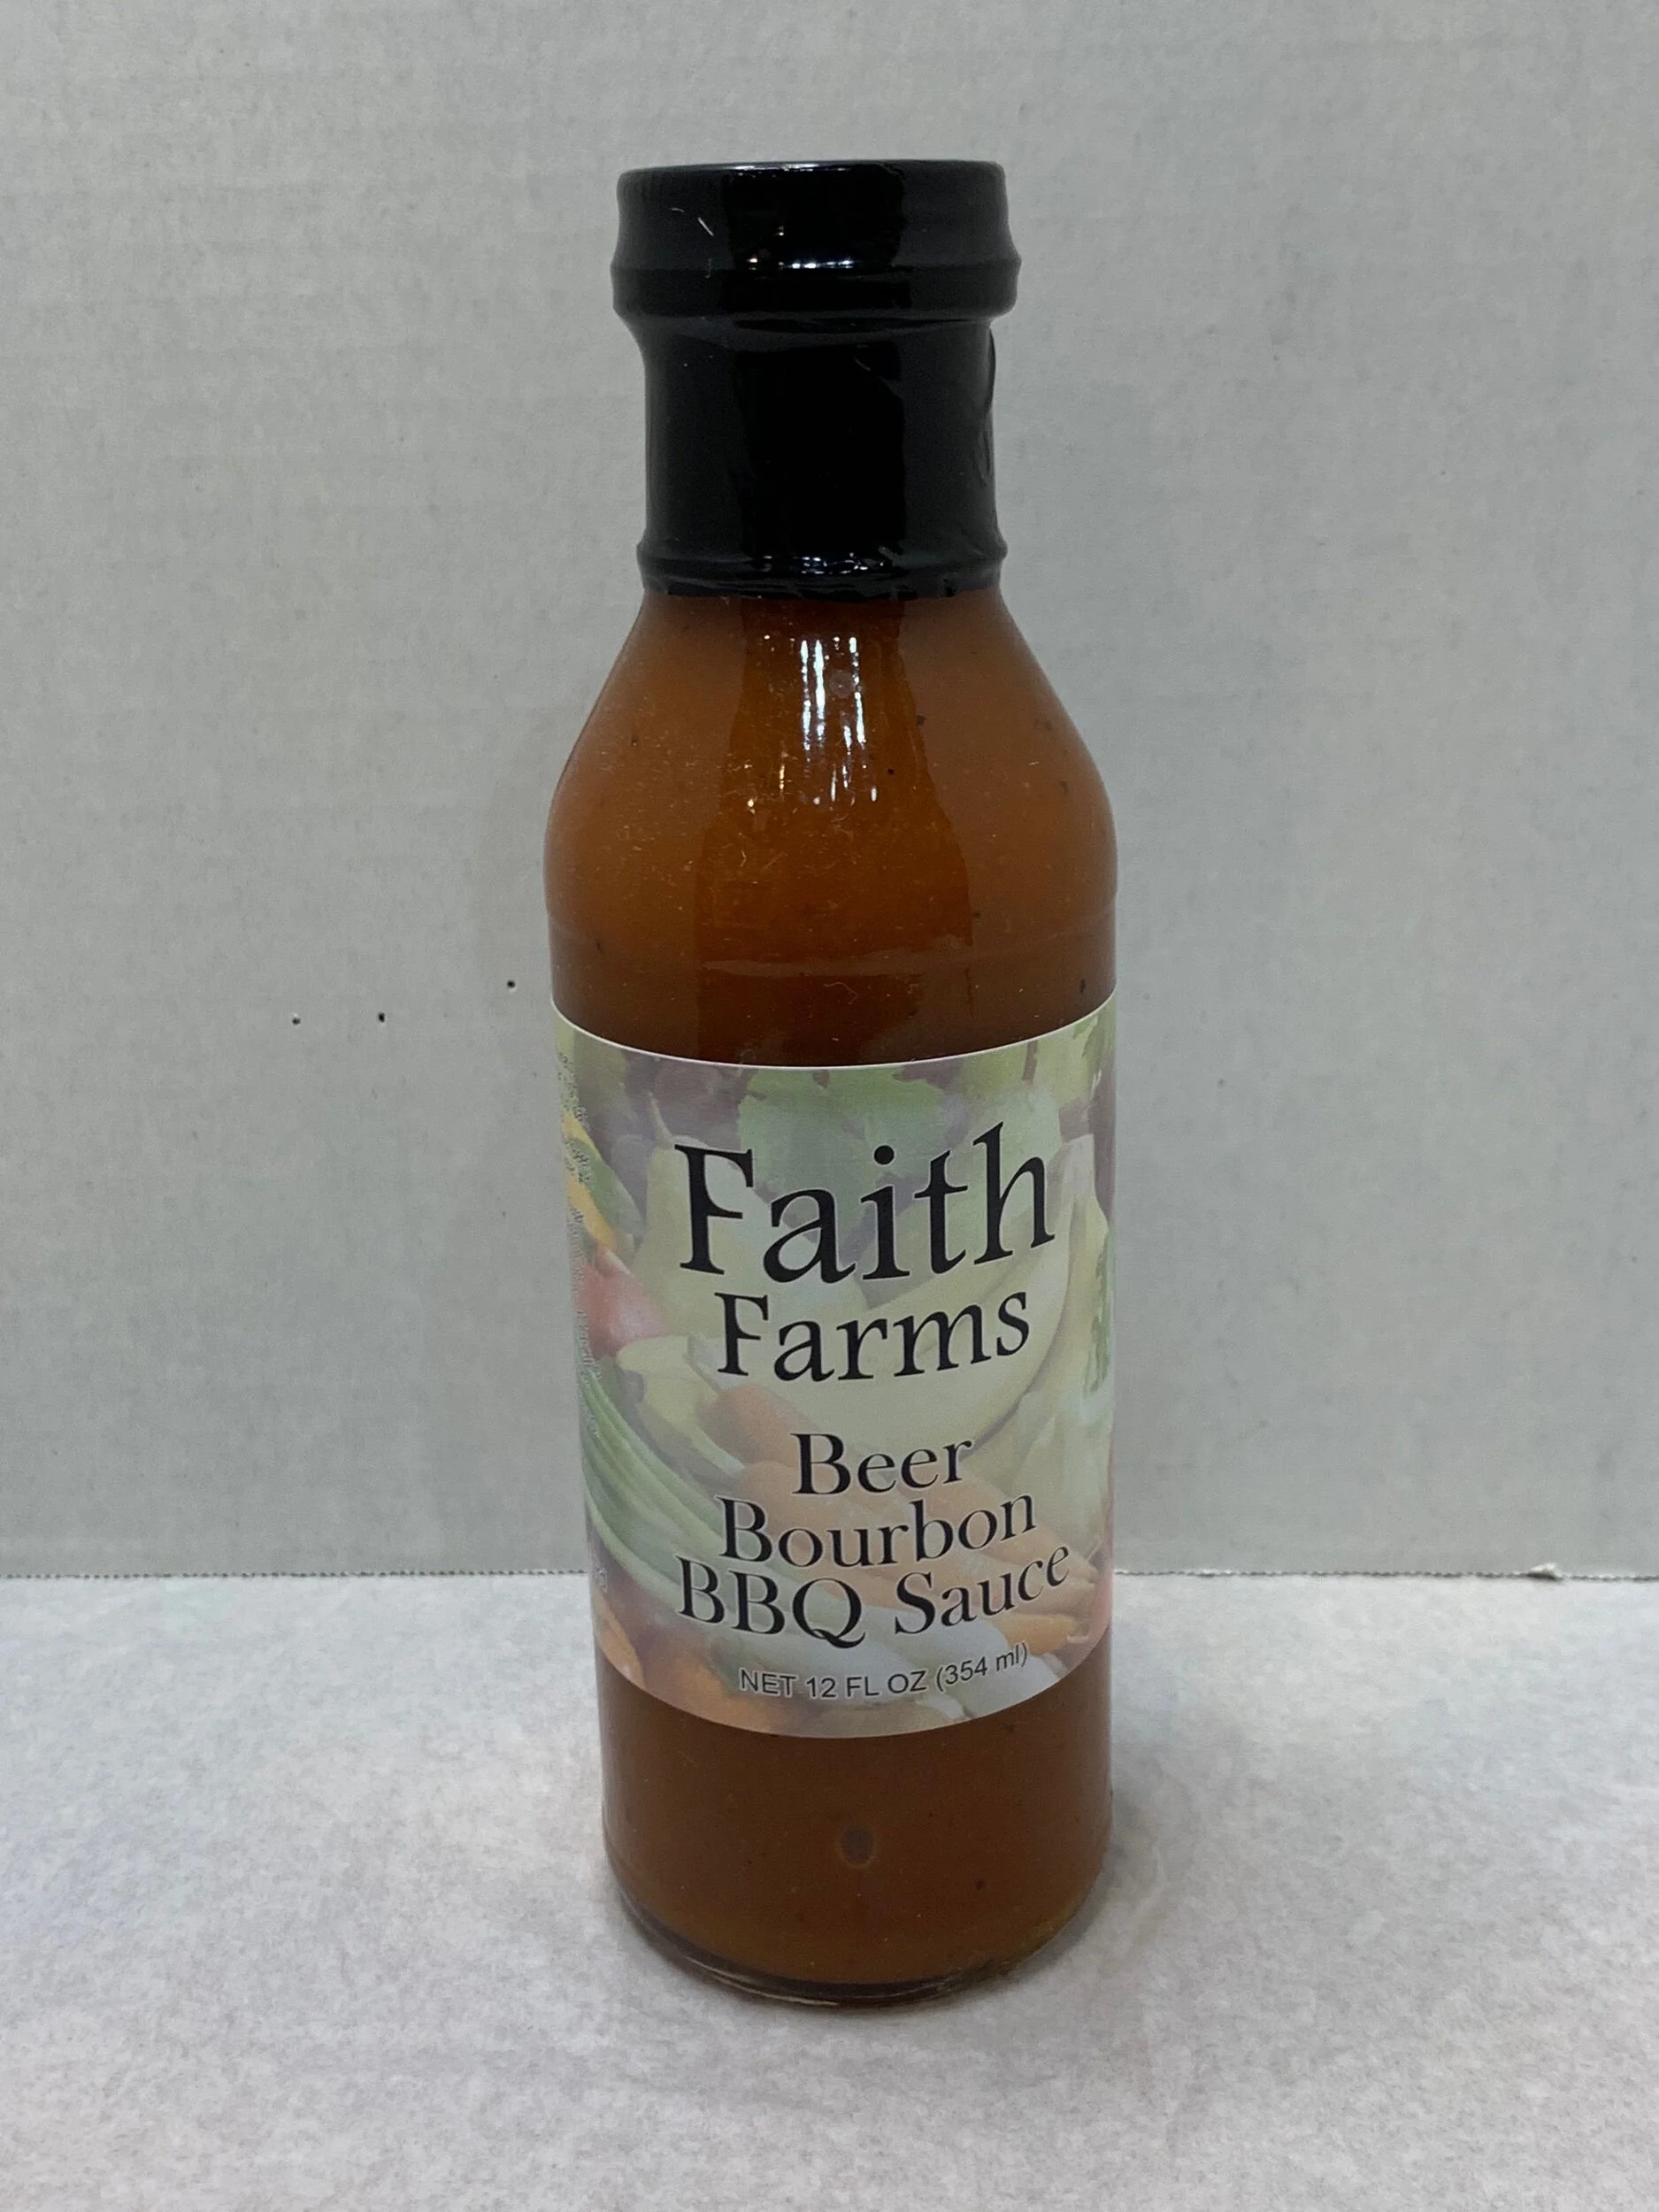 Faith
Farms
Beer
Bourbon
BBQ Sauce
NET 12 FL OZ (354 ml)